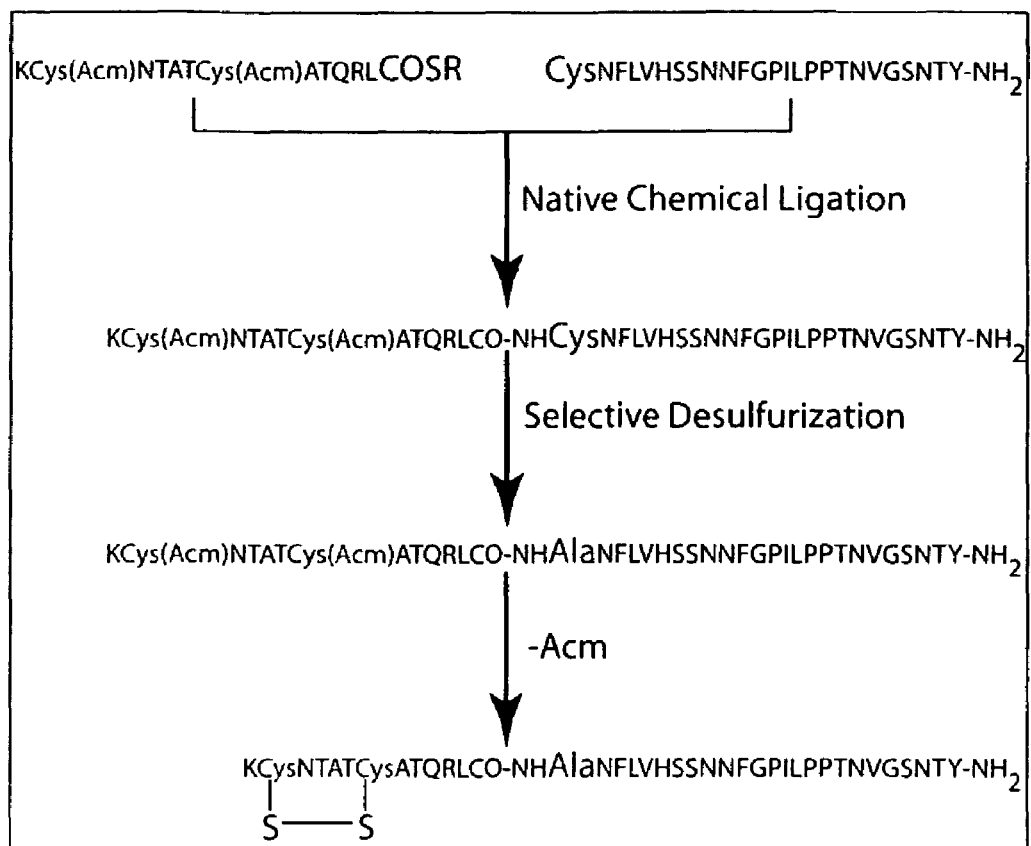 KCys(Acm)NTATCys(Acm)ATQRLCOSR CysNFLVHSSNNFGPILPPTNVGSNTY-NH2
Native Chemical Ligation
KCys(Acm)NTATCys(Acm)ATQRLCO-NHCysNFLVHSSNNFGPILPPTNVGSNTY-NH2
Selective Desulfurization
KCys(Acm)NTATCys(Acm)ATQRLCO-NHAlaNFLVHSSNNFGPILPPTNVGSNTY-NH2
-Acm
KCysNTATCysATQRLCO-NHAlaNFLVHSSNNFGPILPPTNVGSNTY-NH2
S S